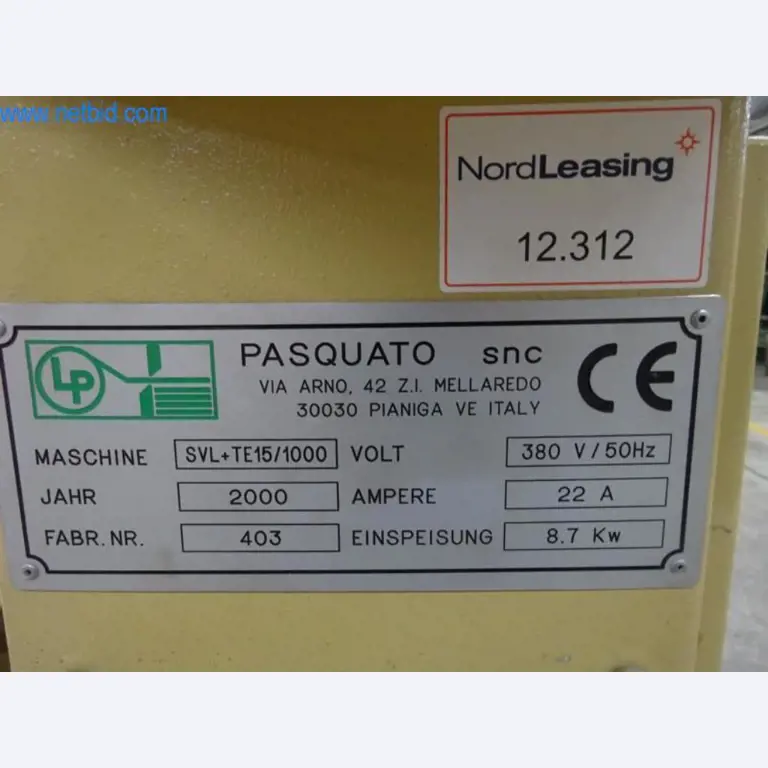 www.netbid.com
NordLeasing
12.312
LP
PASQUATO snc
VIA ARNO, 42 Z.I. MELLAREDO
30030 PIANIGA VE ITALY
CE
MASCHINE SVL+TE15/1000 VOLT 380 V/50Hz
JAHR 2000 AMPERE 22 A
FABR.NR. 403 EINSPEISUNG 8.7 Kw